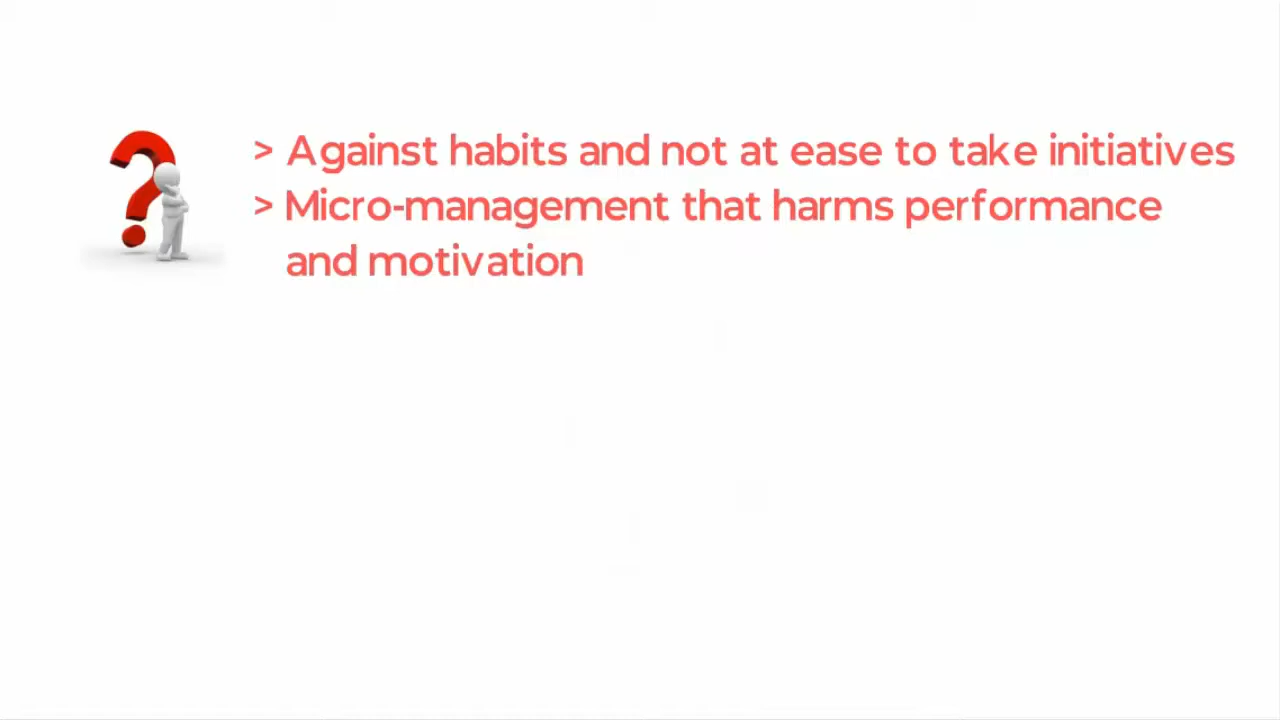 > Against habits and not at ease to take initiatives
> Micro-management that harms performance
and motivation